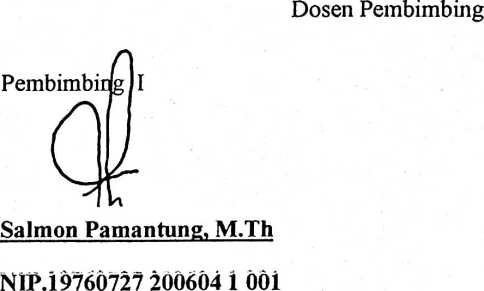 Dosen Pembimbing
Pembimbing I
Salmon Pamantung, M.Th
NIP.19760727 200604 1 001